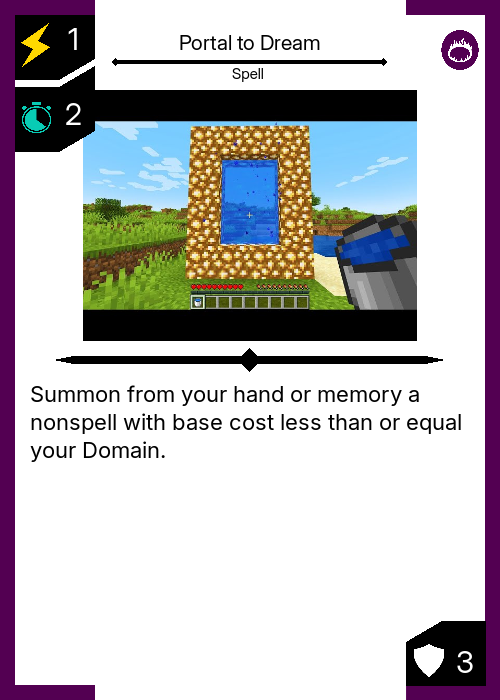 1
Portal to Dream
Spell
2
Summon from your hand or memory a
nonspell with base cost less than or equal
your Domain.
3